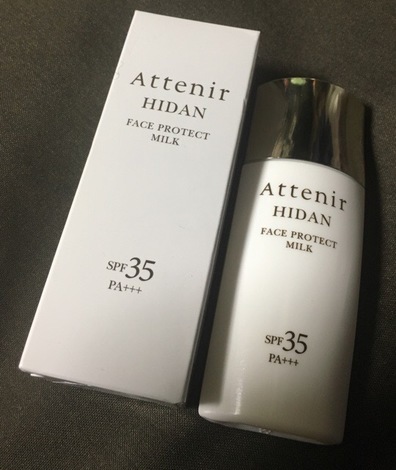 Attenir
HIDAN
FACE PROTECT
MILK
SPF35
PA+++
Attenir
HIDAN
FACE PROTECT
MILK
SPF35
PA+++